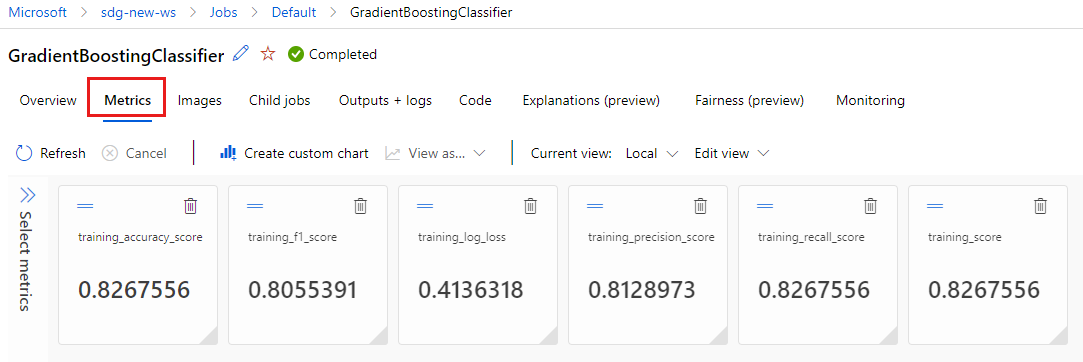 Microsoft > sdg-new-ws > Jobs > Default > GradientBoostingClassifier
GradientBoostingClassifier Completed
Overview Metrics Images Child jobs Outputs + logs Code Explanations (preview) Fairness (preview) Monitoring
Refresh Cancel Create custom chart View as... Current view: Local Edit view
Select metrics
training_accuracy_score training_f1_score training_log_loss training_precision_score training_recall_score training_score
0.8267556 0.8055391 0.4136318 0.8128973 0.8267556 0.8267556